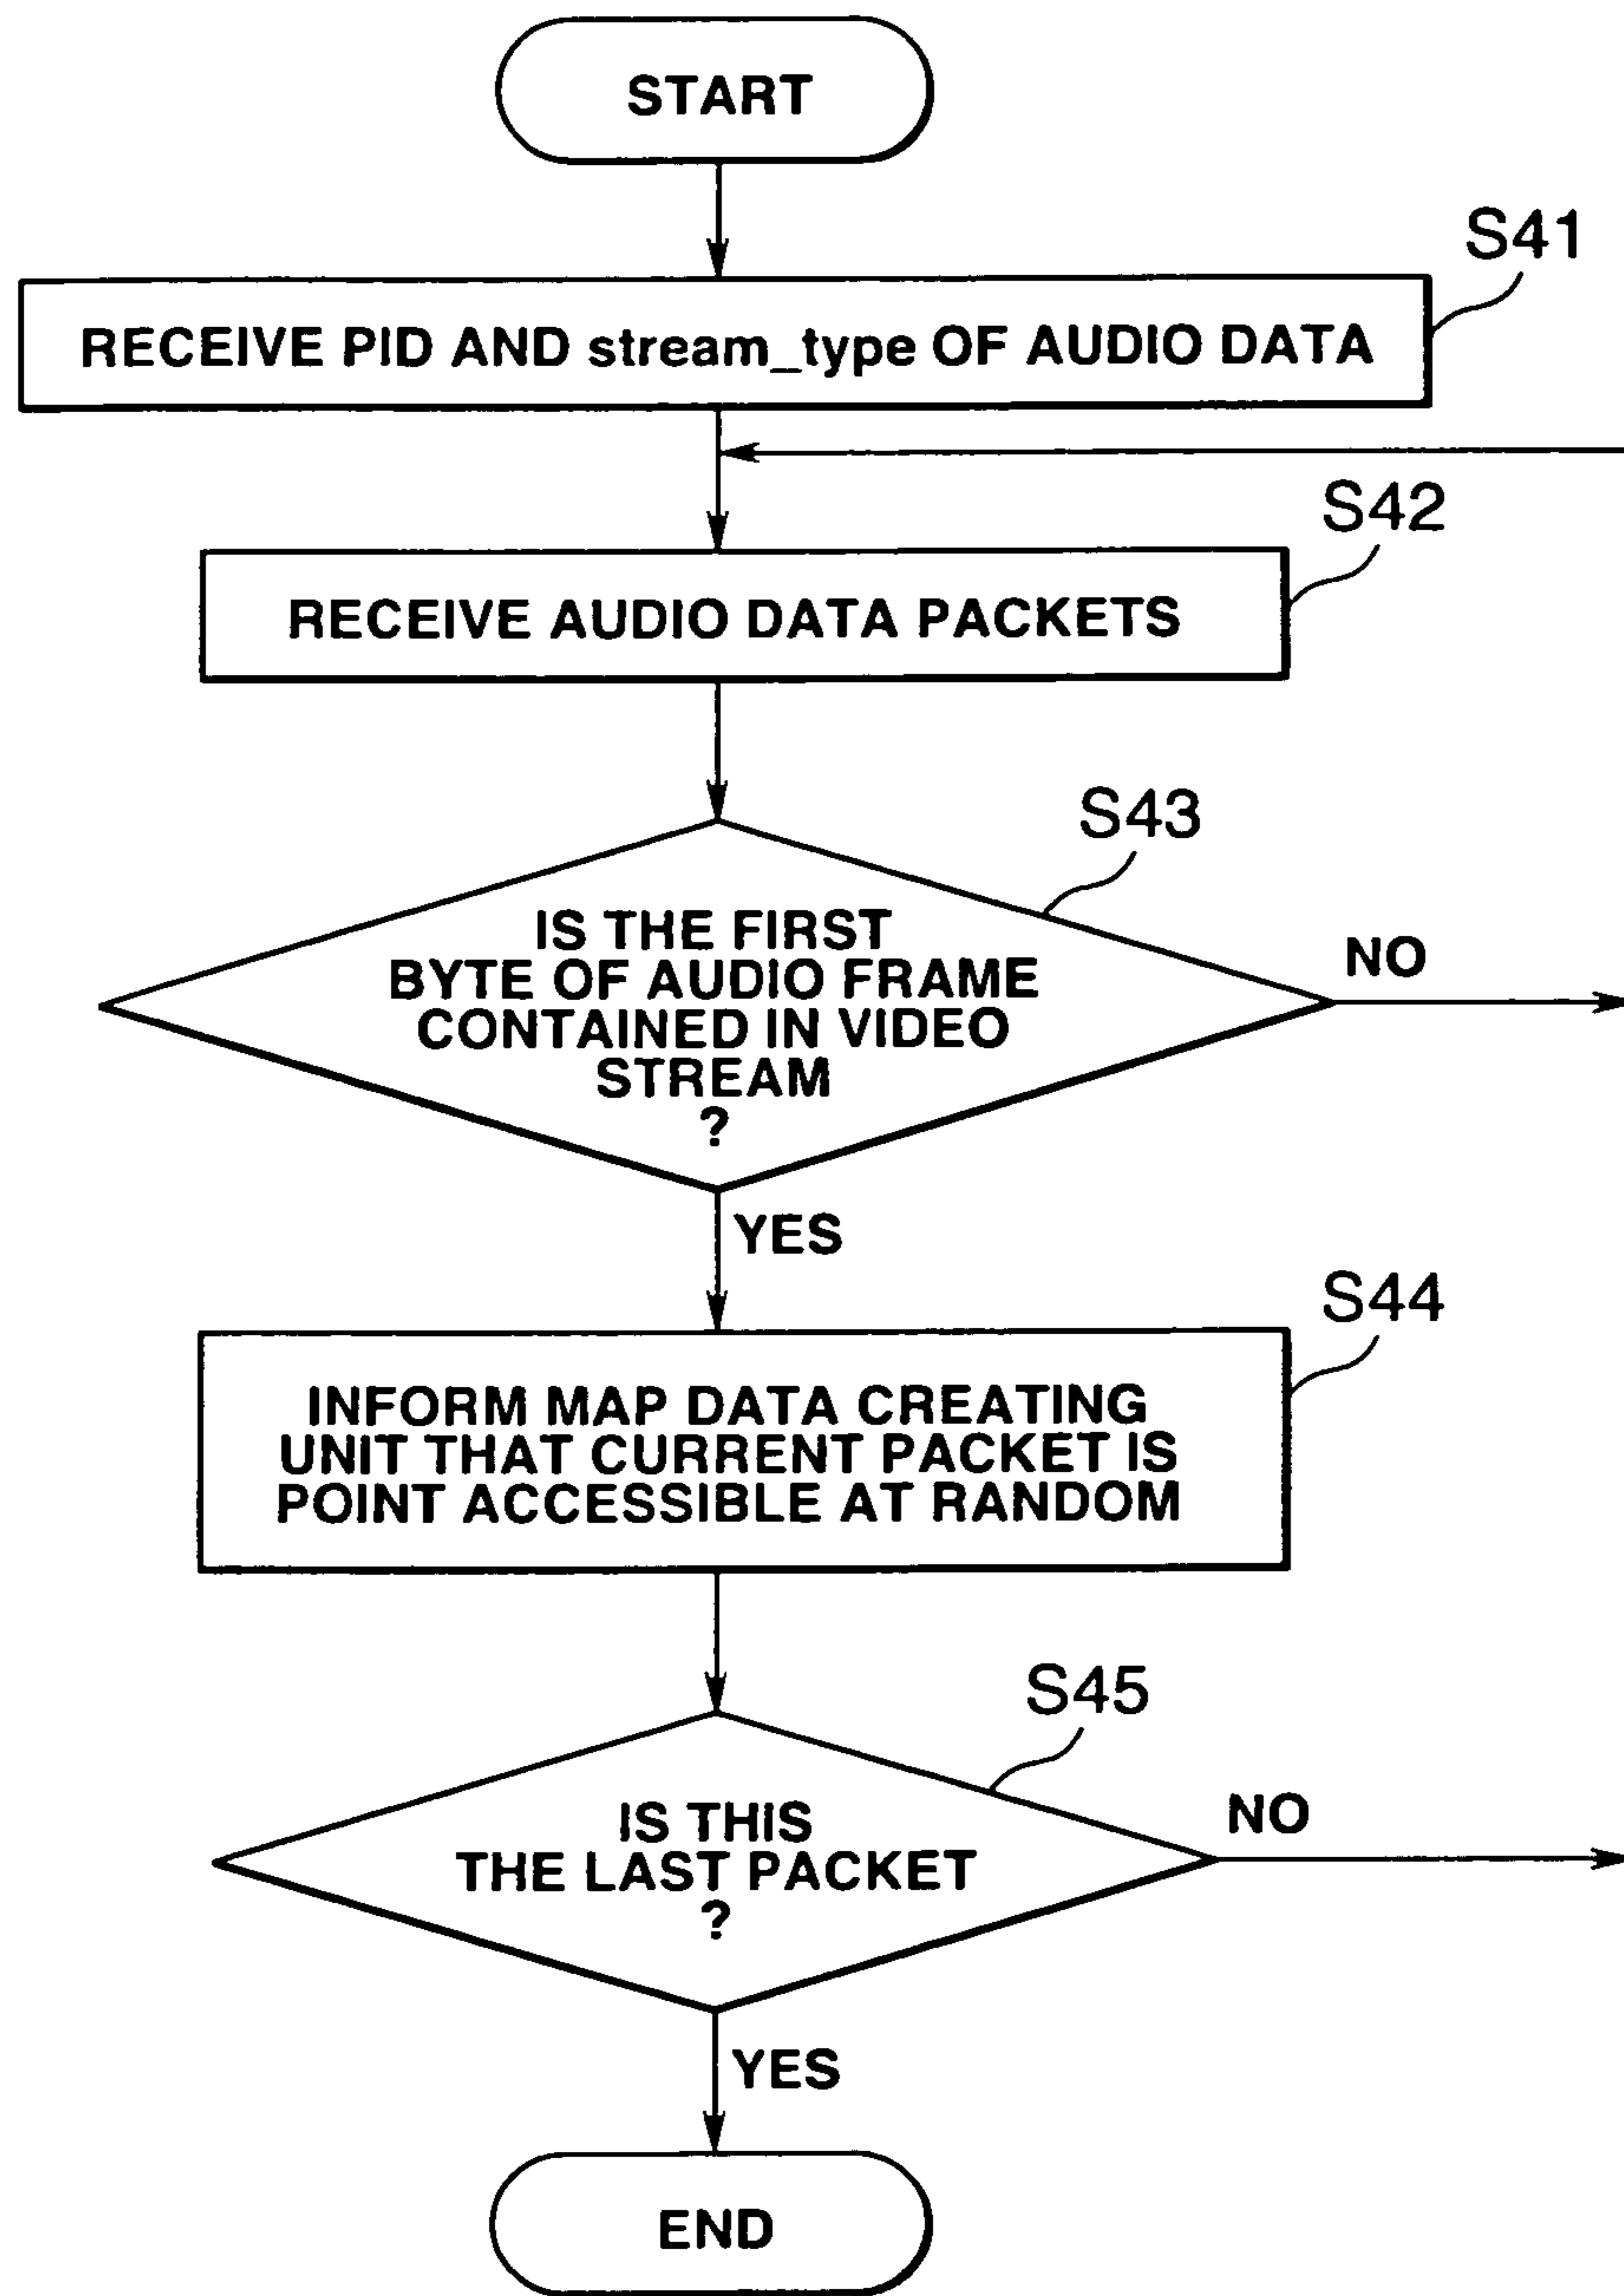 START
S41
RECEIVE PID AND stream_type OF AUDIO DATA
S42
RECEIVE AUDIO DATA PACKETS
S43
IS THE FIRST
BYTE OF AUDIO FRAME
CONTAINED IN VIDEO
STREAM
?
NO
YES
S44
INFORM MAP DATA CREATING
UNIT THAT CURRENT PACKET IS
POINT ACCESSIBLE AT RANDOM
S45
IS THIS
THE LAST PACKET
?
NO
YES
END